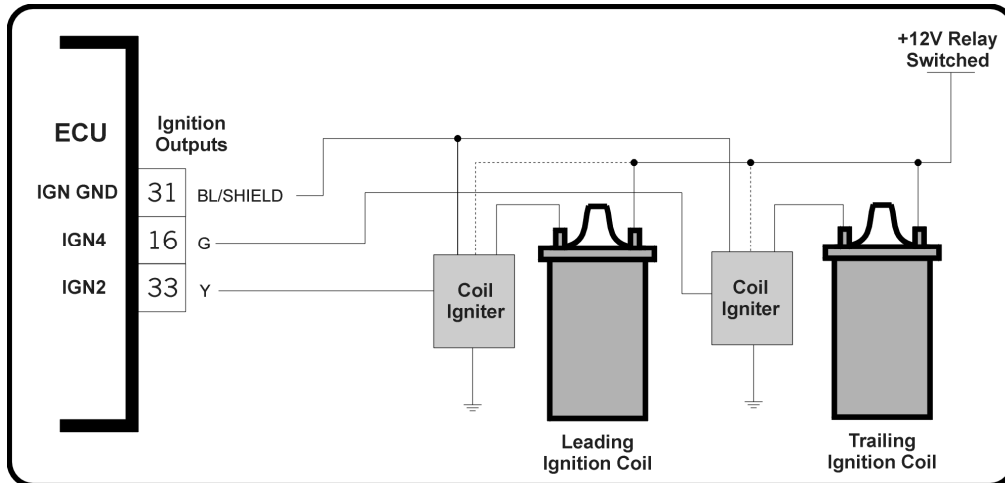 +12V Relay
Switched
ECU
Ignition
Outputs
IGN GND 31 BL/SHIELD
IGN4 16 G
IGN2 33 Y
Coil
Igniter
Coil
Igniter
Leading
Ignition Coil
Trailing
Ignition Coil